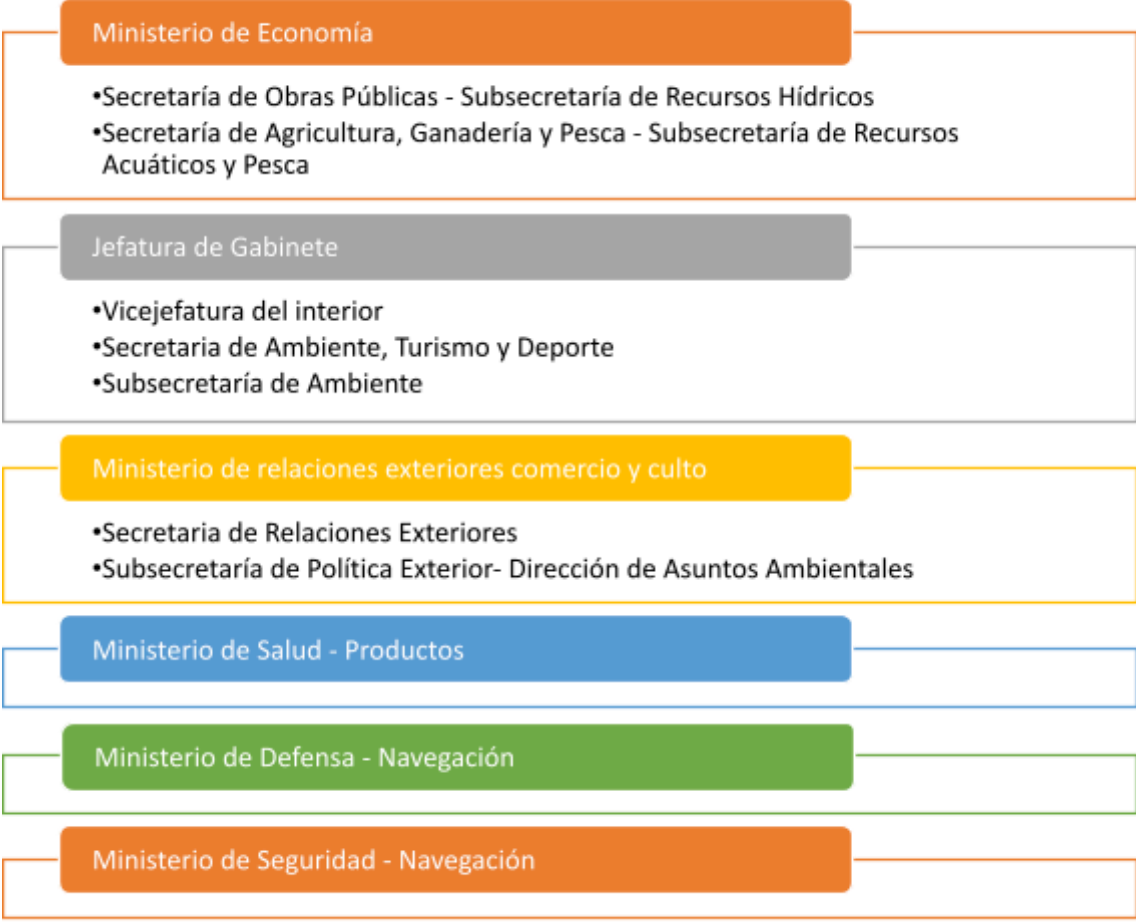 Ministerio de Economía
•Secretaría de Obras Públicas - Subsecretaría de Recursos Hídricos
•Secretaría de Agricultura, Ganadería y Pesca - Subsecretaría de Recursos
Acuáticos y Pesca
Jefatura de Gabinete
•Vicejefatura del interior
•Secretaria de Ambiente, Turismo y Deporte
•Subsecretaría de Ambiente
Ministerio de relaciones exteriores comercio y culto
•Secretaria de Relaciones Exteriores
•Subsecretaría de Política Exterior- Dirección de Asuntos Ambientales
Ministerio de Salud - Productos
Ministerio de Defensa - Navegación
Ministerio de Seguridad - Navegación